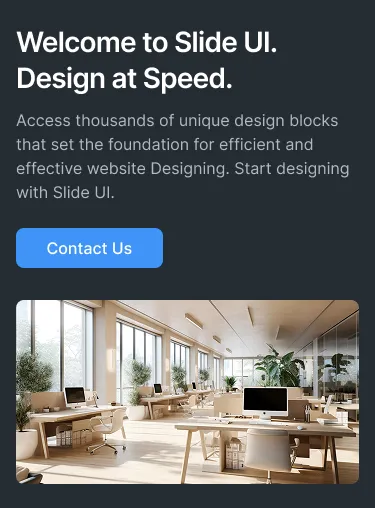 Welcome to Slide UI.
Design at Speed.
Access thousands of unique design blocks
that set the foundation for efficient and
effective website Designing. Start designing
with Slide UI.
Contact Us